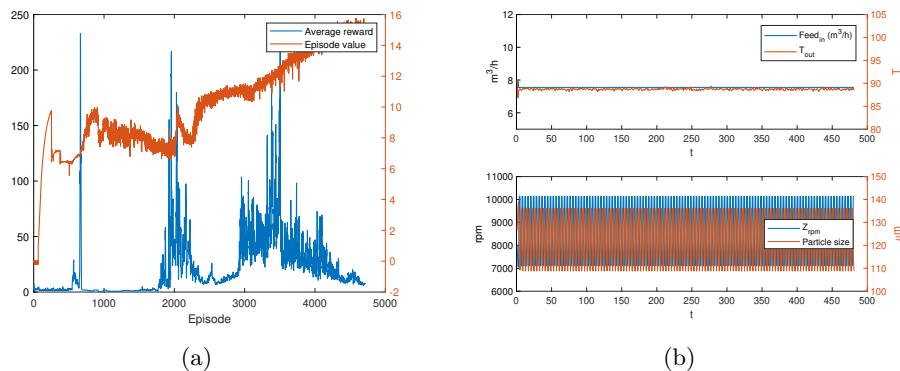 250
200
150
100
50
0
16
14
12
10
8
6
4
2
0
-2
0 1000 2000 3000 4000 5000
Episode
Average reward
Episode value
(a)
12
10
8
6
m³/h
105
100
95
90
85
80
T
Feed_in (m³/h)
T_out
0 50 100 150 200 250 300 350 400 450 500
t
11000
10000
9000
8000
7000
6000
rpm
150
140
130
120
110
100
μm
Z_rpm
Particle size
0 50 100 150 200 250 300 350 400 450 500
t
(b)